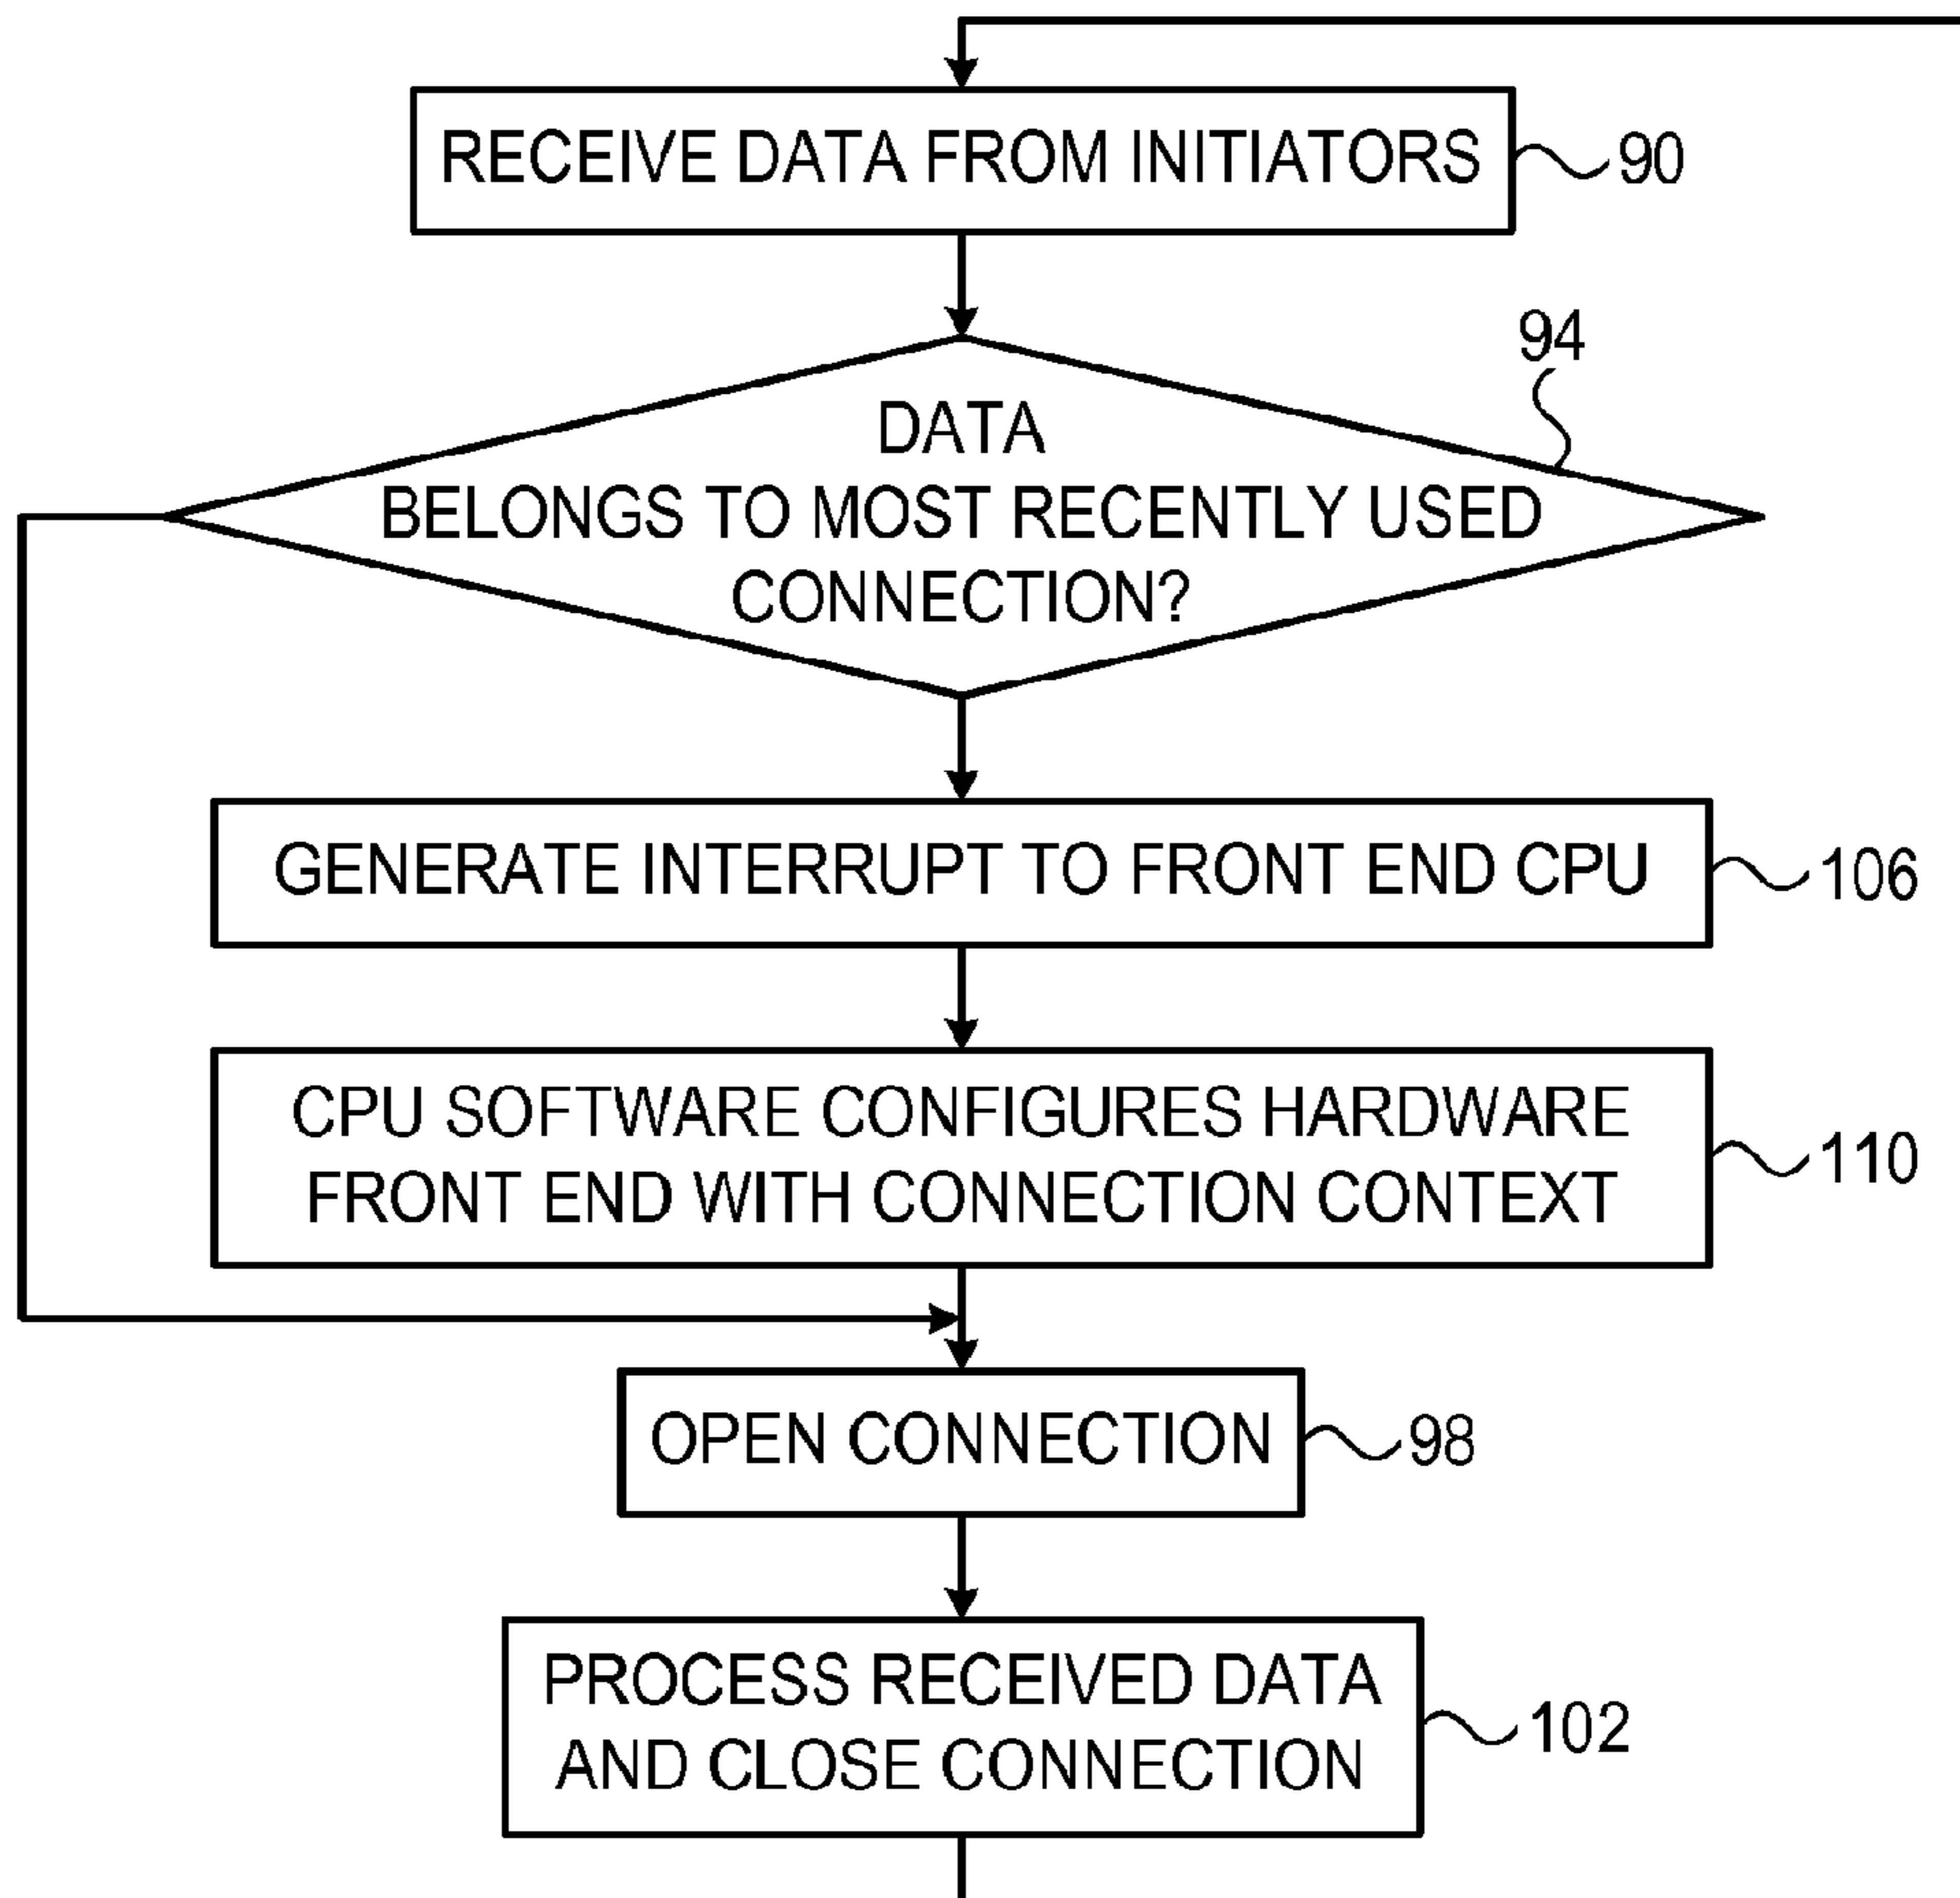 RECEIVE DATA FROM INITIATORS
90
94
DATA
BELONGS TO MOST RECENTLY USED
CONNECTION?
GENERATE INTERRUPT TO FRONT END CPU
106
CPU SOFTWARE CONFIGURES HARDWARE
FRONT END WITH CONNECTION CONTEXT
110
OPEN CONNECTION
98
PROCESS RECEIVED DATA
AND CLOSE CONNECTION
102